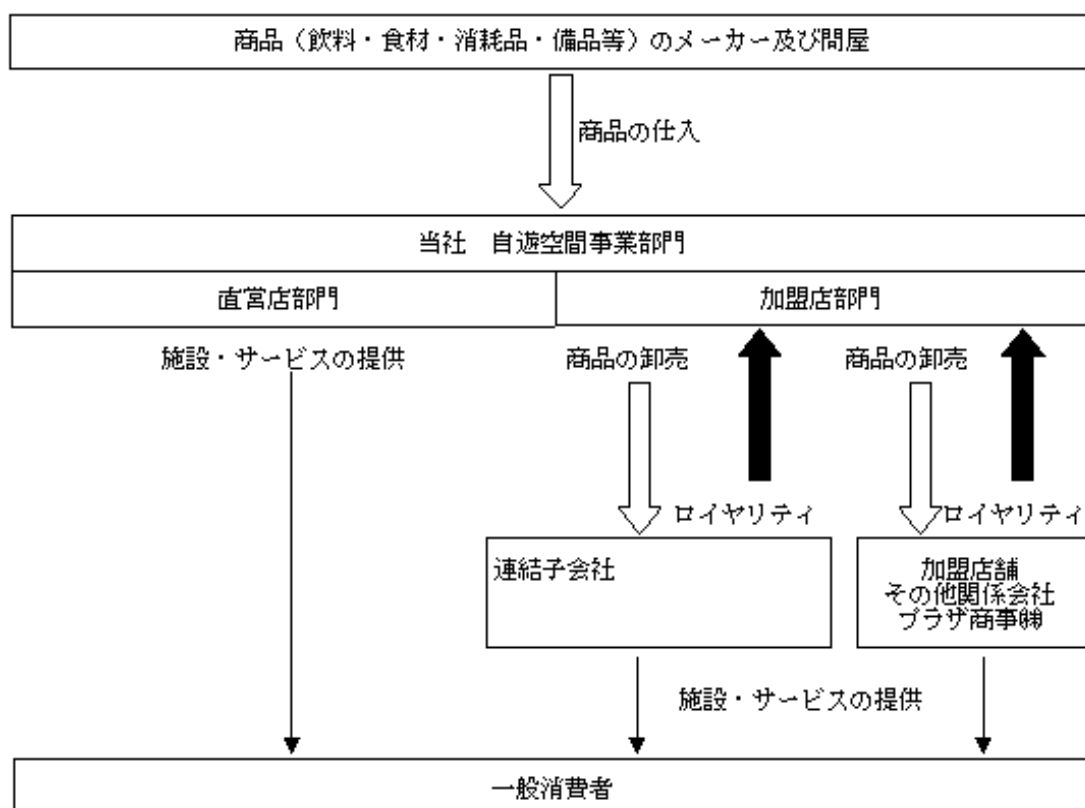 商品（飲料・食材・消耗品・備品等）のメーカー及び問屋
商品の仕入
当社　自遊空間事業部門
直営店部門
加盟店部門
施設・サービスの提供
商品の卸売
商品の卸売
ロイヤリティ
ロイヤリティ
連結子会社
加盟店舗
その他関係会社
プラザ商事㈱
施設・サービスの提供
一般消費者